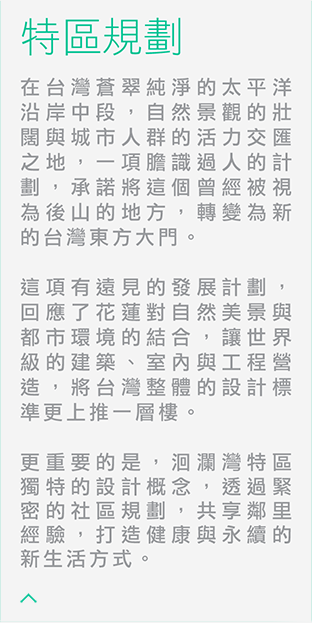 特區規劃
在台灣蒼翠純淨的太平洋
沿岸中段，自然景觀的壯
闊與城市人群的活力交匯
之地，一項膽識過人的計
劃，承諾將這個曾經被視
為後山的地方，轉變為新
的台灣東方大門。
這項有遠見的發展計劃，
回應了花蓮對自然美景與
都市環境的結合，讓世界
級的建築、室內與工程營
造，將台灣整體的設計標
準更上推一層樓。
更重要的是，洄瀾灣特區
獨特的設計概念，透過緊
密的社區規劃，共享鄰里
經驗，打造健康與永續的
新生活方式。